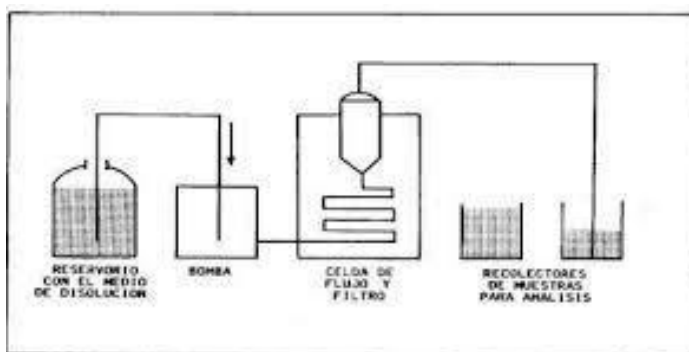 RESERVORIO
CON EL MEDIO
DE DISOLUCION
BOMBA
CELDA DE
FLUJO Y
FILTRO
RECOLECTORES
DE MUESTRAS
PARA ANALISIS